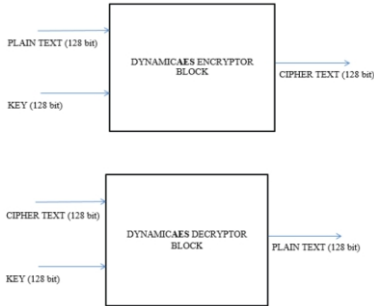 PLAIN TEXT (128 bit)
DYNAMICAES ENCRYPTOR
BLOCK
CIPHER TEXT (128 bit)
KEY (128 bit)
CIPHER TEXT (128 bit)
DYNAMICAES DECRYPTOR
BLOCK
PLAIN TEXT (128 bit)
KEY (128 bit)